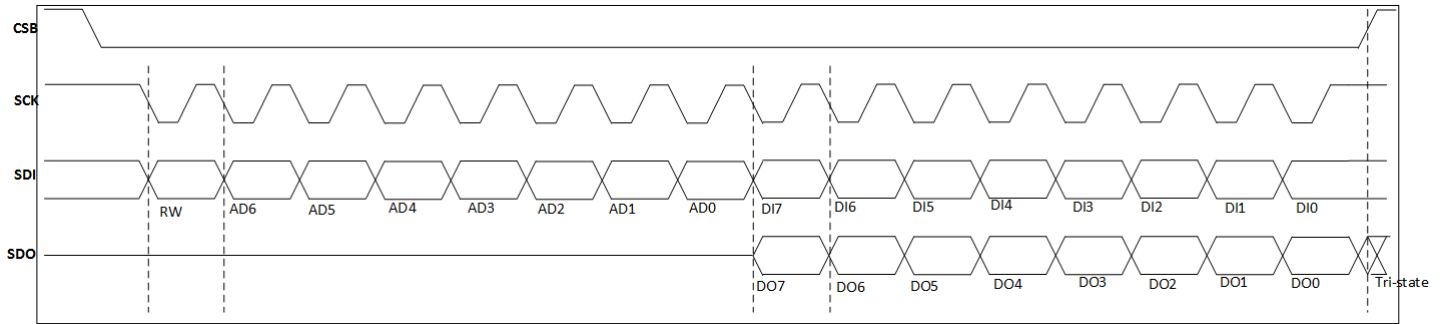 CSB
SCK
SDI
RW AD6 AD5 AD4 AD3 AD2 AD1 AD0 DI7 DI6 DI5 DI4 DI3 DI2 DI1 DI0
SDO
DO7 DO6 DO5 DO4 DO3 DO2 DO1 DO0 Tri-state